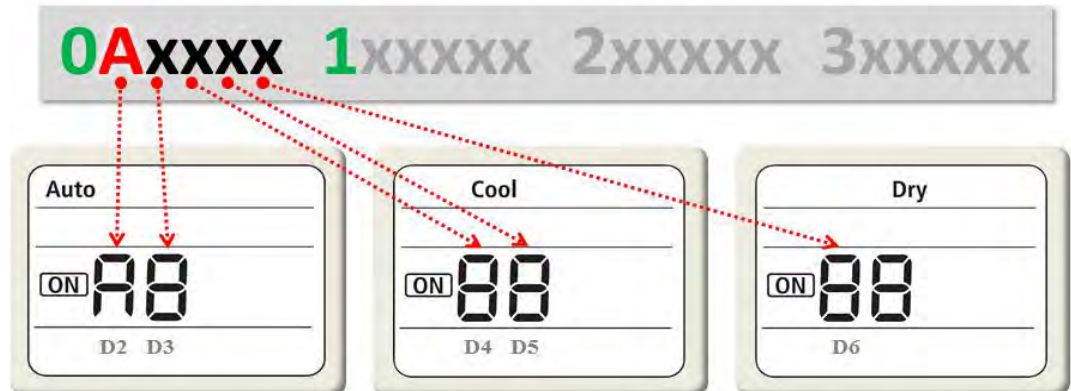 0Axxxx 1xxxxx 2xxxxx 3xxxxx
Auto
ON A8
D2 D3
Cool
ON 88
D4 D5
Dry
ON 88
D6